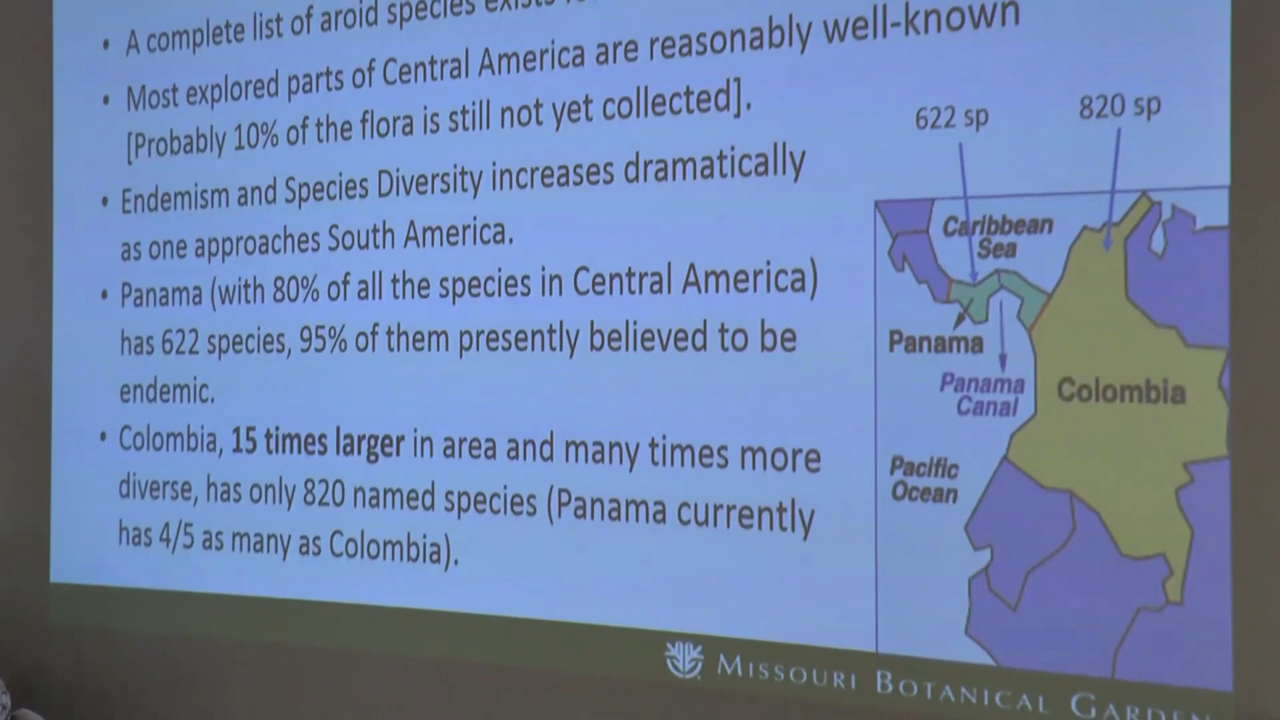 • A complete list of aroid species exists
• Most explored parts of Central America are reasonably well-known
[Probably 10% of the flora is still not yet collected].
• Endemism and Species Diversity increases dramatically
as one approaches South America.
• Panama (with 80% of all the species in Central America)
has 622 species, 95% of them presently believed to be
endemic.
• Colombia, 15 times larger in area and many times more
diverse, has only 820 named species (Panama currently
has 4/5 as many as Colombia).
622 sp
820 sp
Caribbean
Sea
Panama
Panama
Canal
Colombia
Pacific
Ocean
MISSOURI BOTANICAL GARDEN